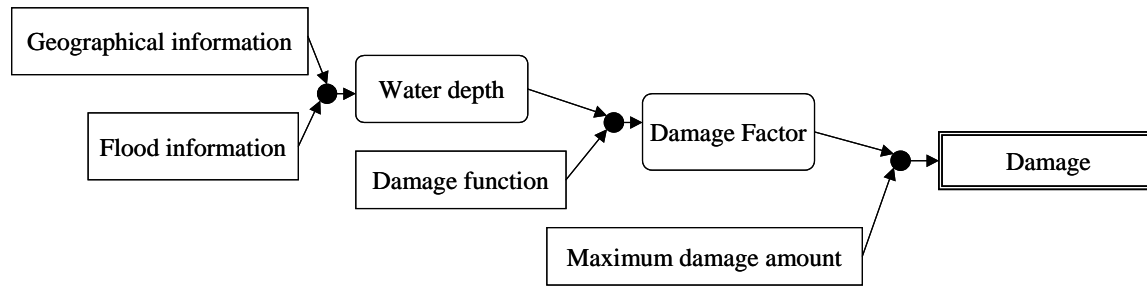 Geographical information
Flood information
Water depth
Damage function
Damage Factor
Maximum damage amount
Damage